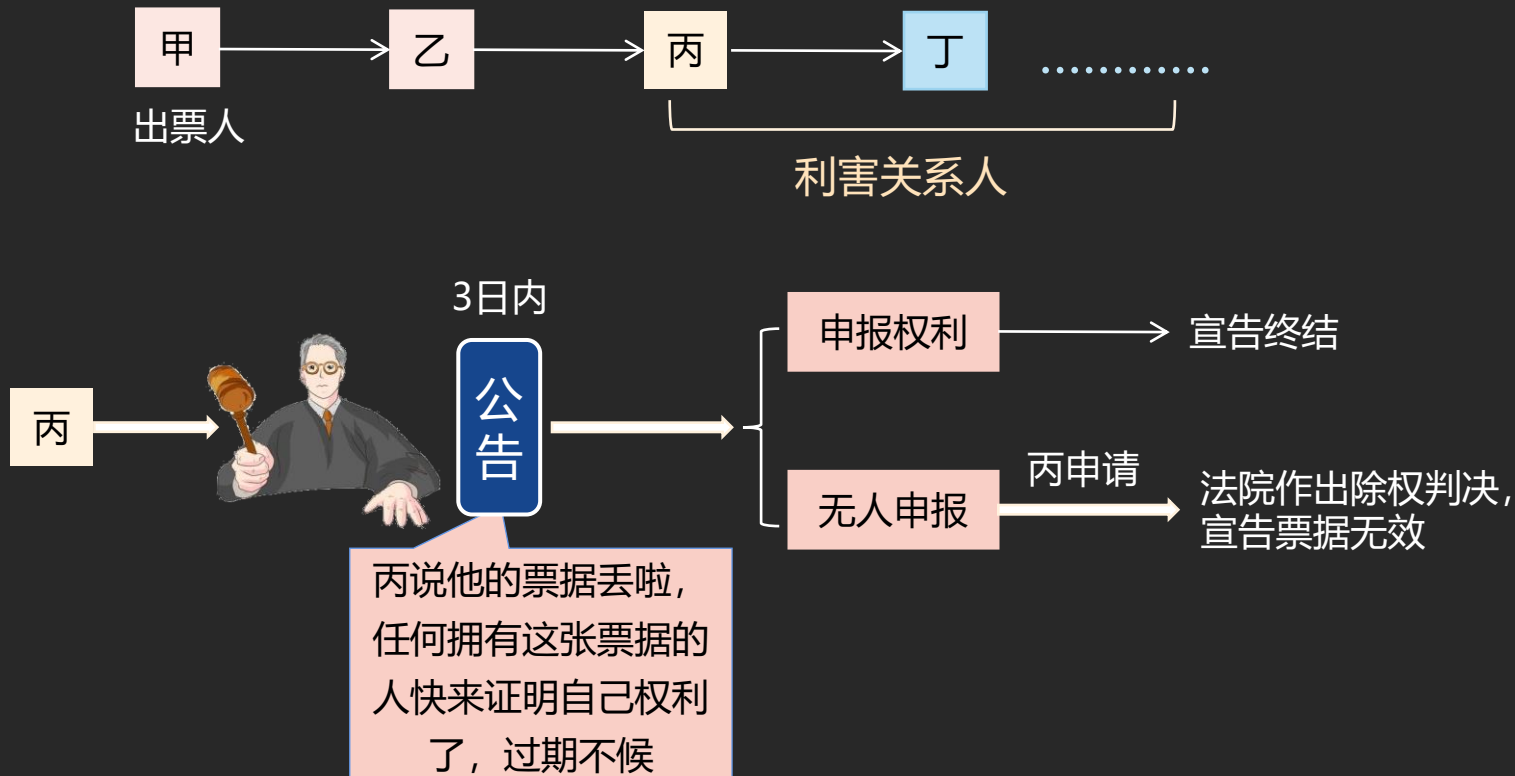 甲
乙
丙
丁
…………
出票人
利害关系人
3日内
丙
公
告
申报权利
宣告终结
无人申报
丙申请
法院作出除权判决，
宣告票据无效
丙说他的票据丢啦，
任何拥有这张票据的
人快来证明自己权利
了，过期不候